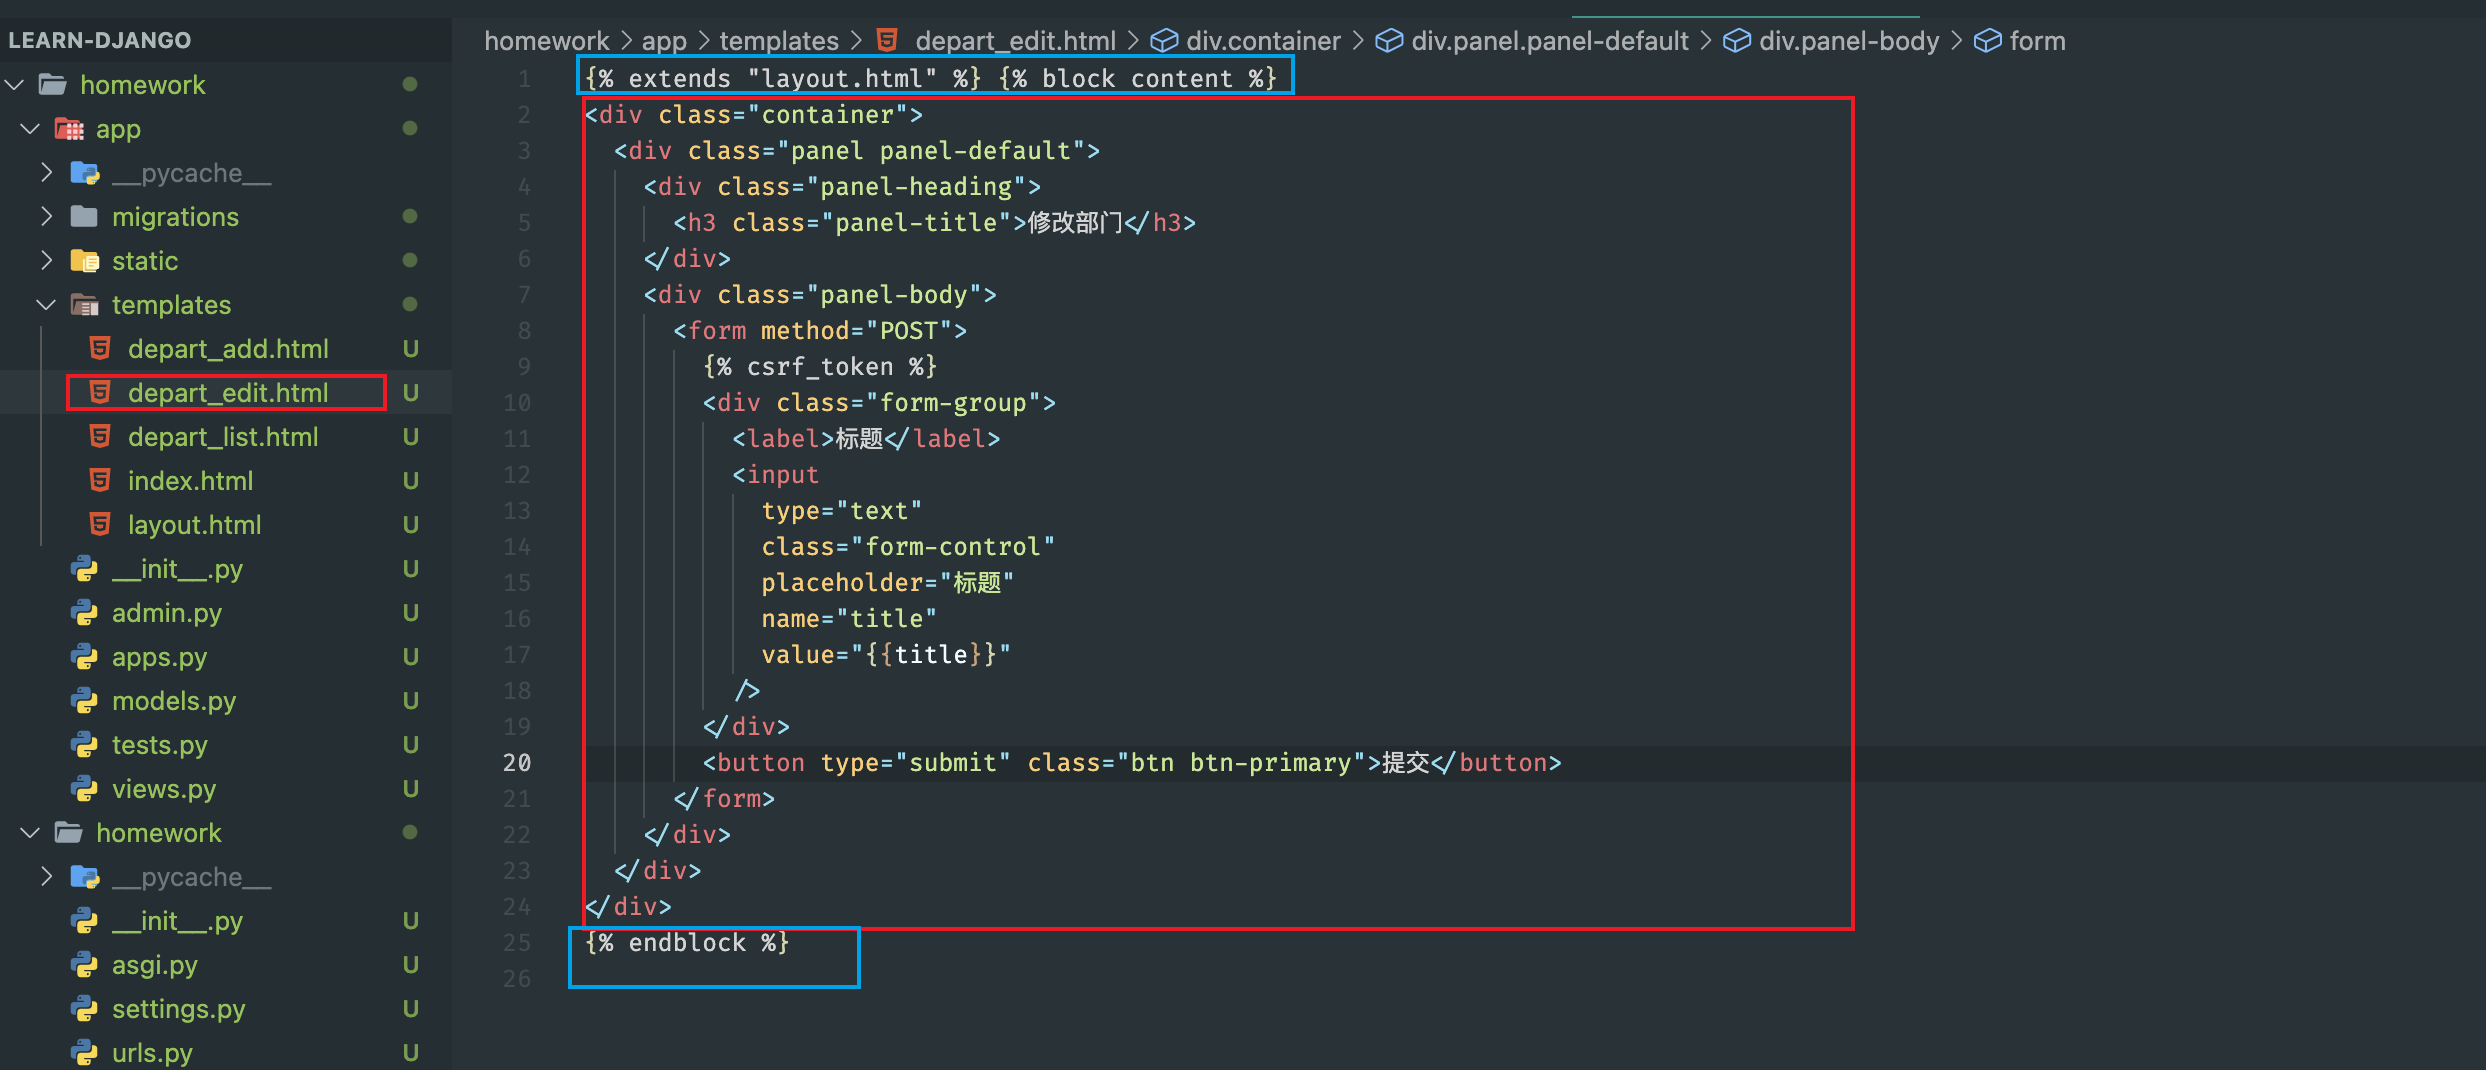 LEARN-DJANGO
homework
app
__pycache__
migrations
static
templates
depart_add.html U
depart_edit.html U
depart_list.html U
index.html U
layout.html U
__init__.py U
admin.py U
apps.py U
models.py U
tests.py U
views.py U
homework
__pycache__
__init__.py U
asgi.py U
settings.py U
urls.py U
homework > app > templates > depart_edit.html > div.container > div.panel.panel-default > div.panel-body > form
1 {% extends "layout.html" %} {% block content %}
2 <div class="container">
3 <div class="panel panel-default">
4 <div class="panel-heading">
5 <h3 class="panel-title">修改部门</h3>
6 </div>
7 <div class="panel-body">
8 <form method="POST">
9 {% csrf_token %}
10 <div class="form-group">
11 <label>标题</label>
12 <input
13 type="text"
14 class="form-control"
15 placeholder="标题"
16 name="title"
17 value="{{title}}"
18 />
19 </div>
20 <button type="submit" class="btn btn-primary">提交</button>
21 </form>
22 </div>
23 </div>
24 </div>
25 {% endblock %}
26